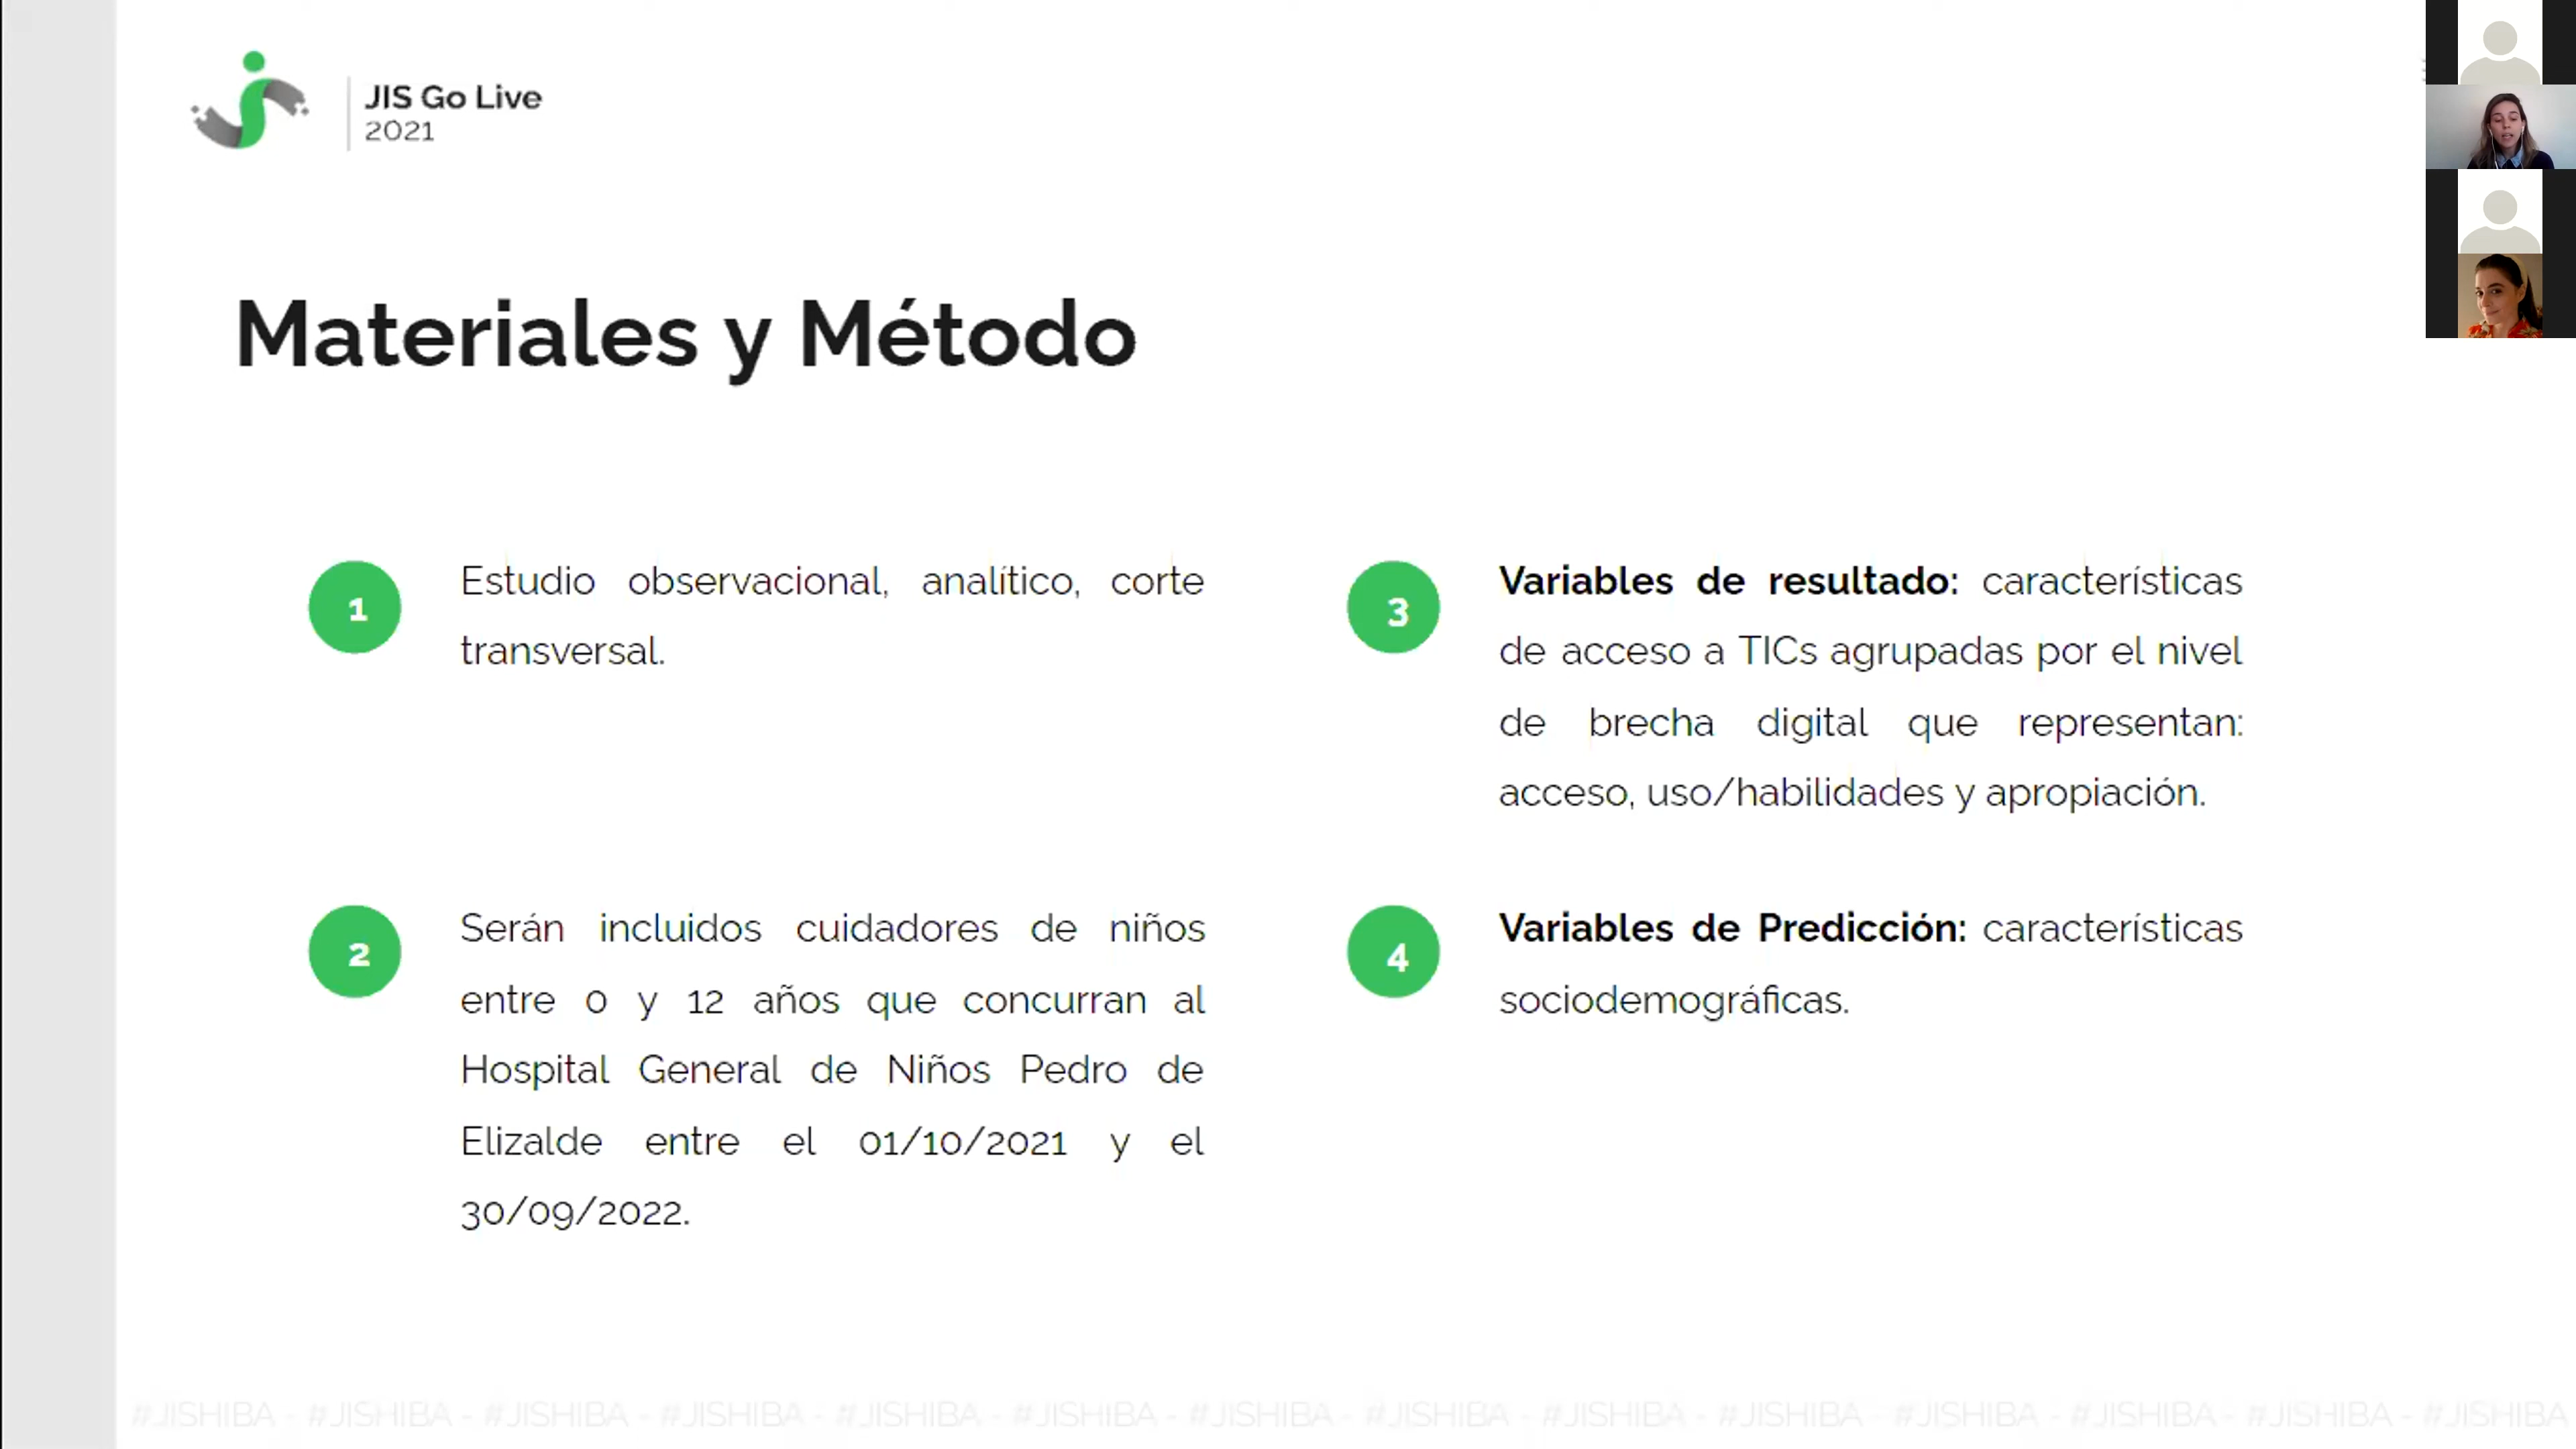 JIS Go Live
2021
Materiales y Método
1
Estudio observacional, analítico, corte
transversal.
2
Serán incluidos cuidadores de niños
entre 0 y 12 años que concurran al
Hospital General de Niños Pedro de
Elizalde entre el 01/10/2021 y el
30/09/2022.
3
Variables de resultado: características
de acceso a TICs agrupadas por el nivel
de brecha digital que representan:
acceso, uso/habilidades y apropiación.
4
Variables de Predicción: características
sociodemográficas.
#JISHIBA - #JISHIBA - #JISHIBA - #JISHIBA - #JISHIBA - #JISHIBA - #JISHIBA - #JISHIBA - #JISHIBA - #JISHIBA - #JISHIBA - #JISHIBA - #JISHIBA - #JISHIBA